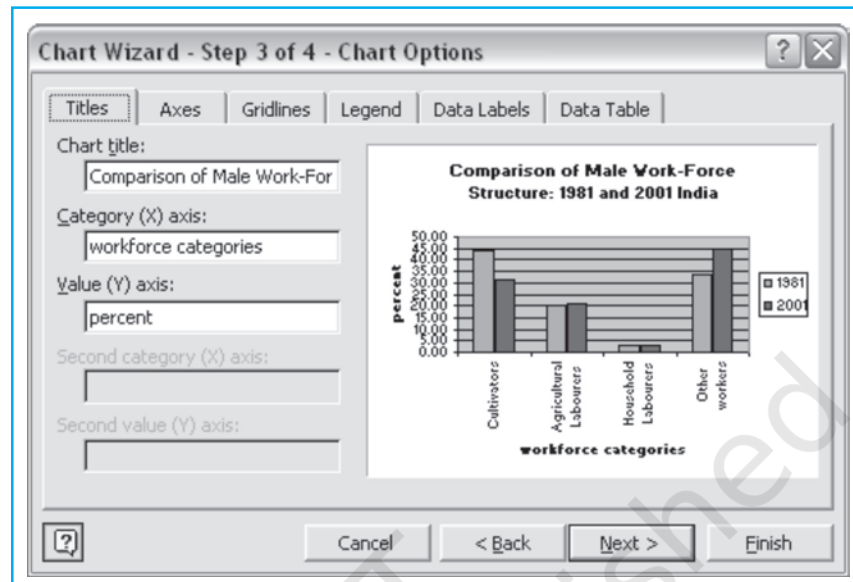 Chart Wizard - Step 3 of 4 - Chart Options
Titles
Axes
Gridlines
Legend
Data Labels
Data Table
Chart title:
Comparison of Male Work-For
Category (X) axis:
workforce categories
Value (Y) axis:
percent
Second category (X) axis:
Second value (Y) axis:
Comparison of Male Work-Force
Structure: 1981 and 2001 India
percent
50.00
45.00
40.00
35.00
30.00
25.00
20.00
15.00
10.00
5.00
0.00
Cultivators
Agricultural
Labourers
Household
Labourers
Other
workers
workforce categories
1981
2001
Cancel
< Back
Next >
Finish